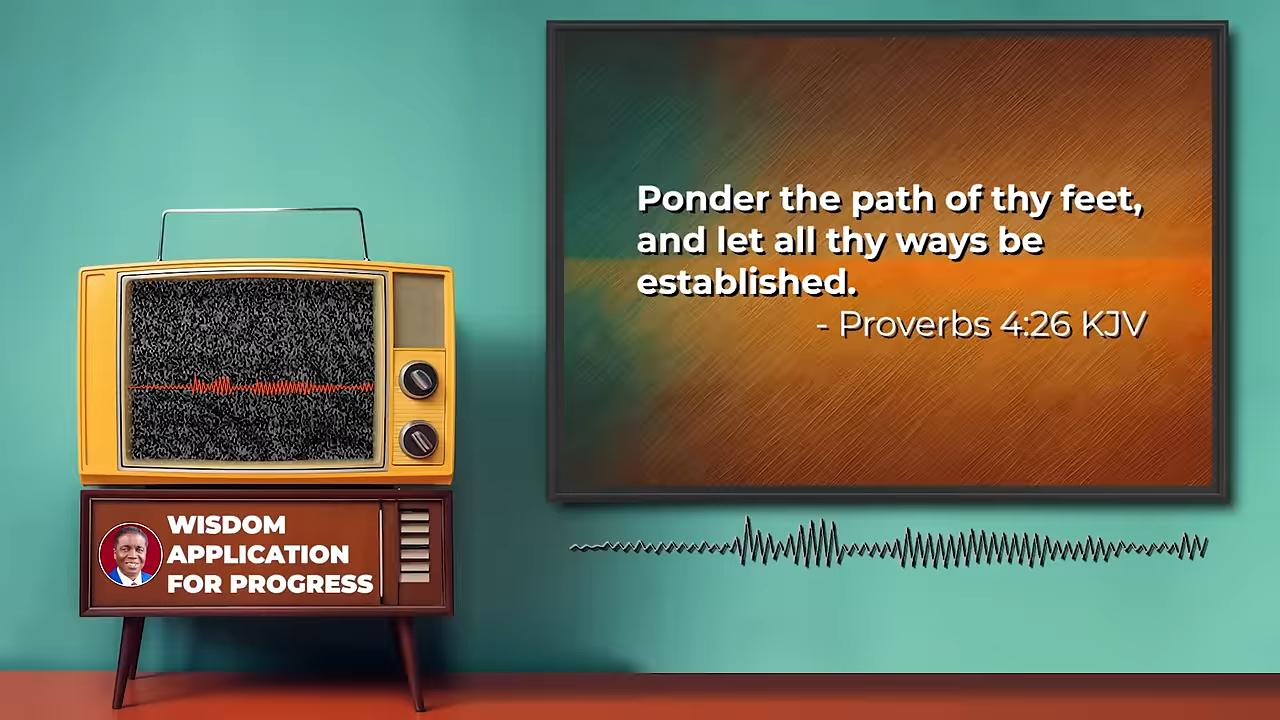 Ponder the path of thy feet,
and let all thy ways be
established.
- Proverbs 4:26 KJV
WISDOM
APPLICATION
FOR PROGRESS